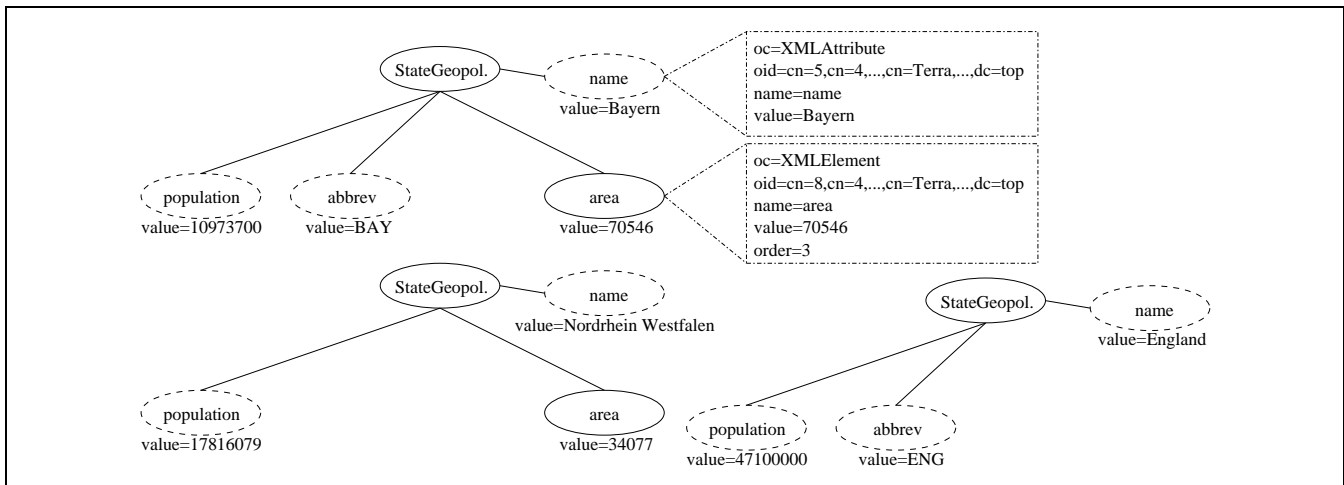 StateGeopol.
name
value=Bayern
oc=XMLAttribute
oid=cn=5,cn=4,...,cn=Terra,...,dc=top
name=name
value=Bayern
population
value=10973700
abbrev
value=BAY
area
value=70546
oc=XMLElement
oid=cn=8,cn=4,...,cn=Terra,...,dc=top
name=area
value=70546
order=3
StateGeopol.
name
value=Nordrhein Westfalen
population
value=17816079
area
value=34077
StateGeopol.
name
value=England
population
value=47100000
abbrev
value=ENG